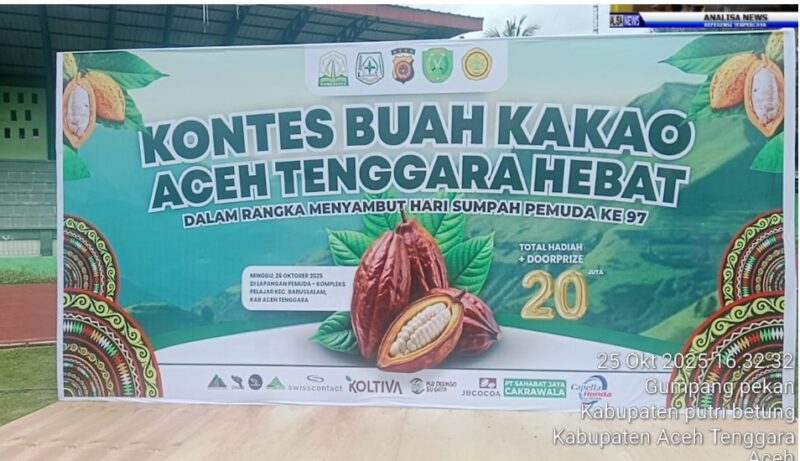 ANALISA NEWS
REFERENSI TERPERCAYA
KONTES BUAH KAKAO
ACEH TENGGARA HEBAT
DALAM RANGKA MENYAMBUT HARI SUMPAH PEMUDA KE 97
TOTAL HADIAH
+ DOORPRIZE
20 JUTA
MINGGU, 26 OKTOBER 2025
DI LAPANGAN PEMUDA - KOMPLEKS
PELAJAR KEC. BABUSSALAM,
KAB ACEH TENGGARA
swisscontact
KOLTIVA
JBCOCOA
PT SAHABAT JAYA
CAKRAWALA
Capella
Honda
25 Okt 2025 16 32 32
Gumpang pekan
Kabupaten putri betung
Kabupaten Aceh Tenggara
Aceh